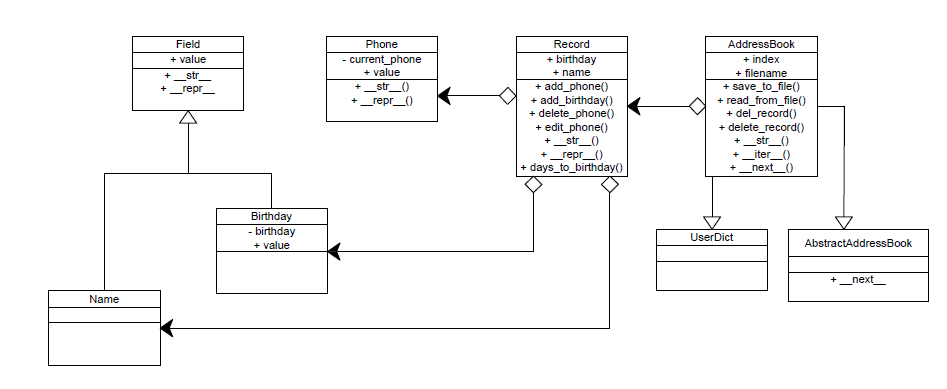 Field
+ value
+ __str__
+ __repr__
Phone
- current_phone
+ value
+ __str__()
+ __repr__()
Record
+ birthday
+ name
+ add_phone()
+ add_birthday()
+ delete_phone()
+ edit_phone()
+ __str__()
+ __repr__()
+ days_to_birthday()
AddressBook
+ index
+ filename
+ save_to_file()
+ read_from_file()
+ del_record()
+ delete_record()
+ __str__()
+ __iter__()
+ __next__()
Birthday
- birthday
+ value
UserDict
AbstractAddressBook
+ __next__
Name